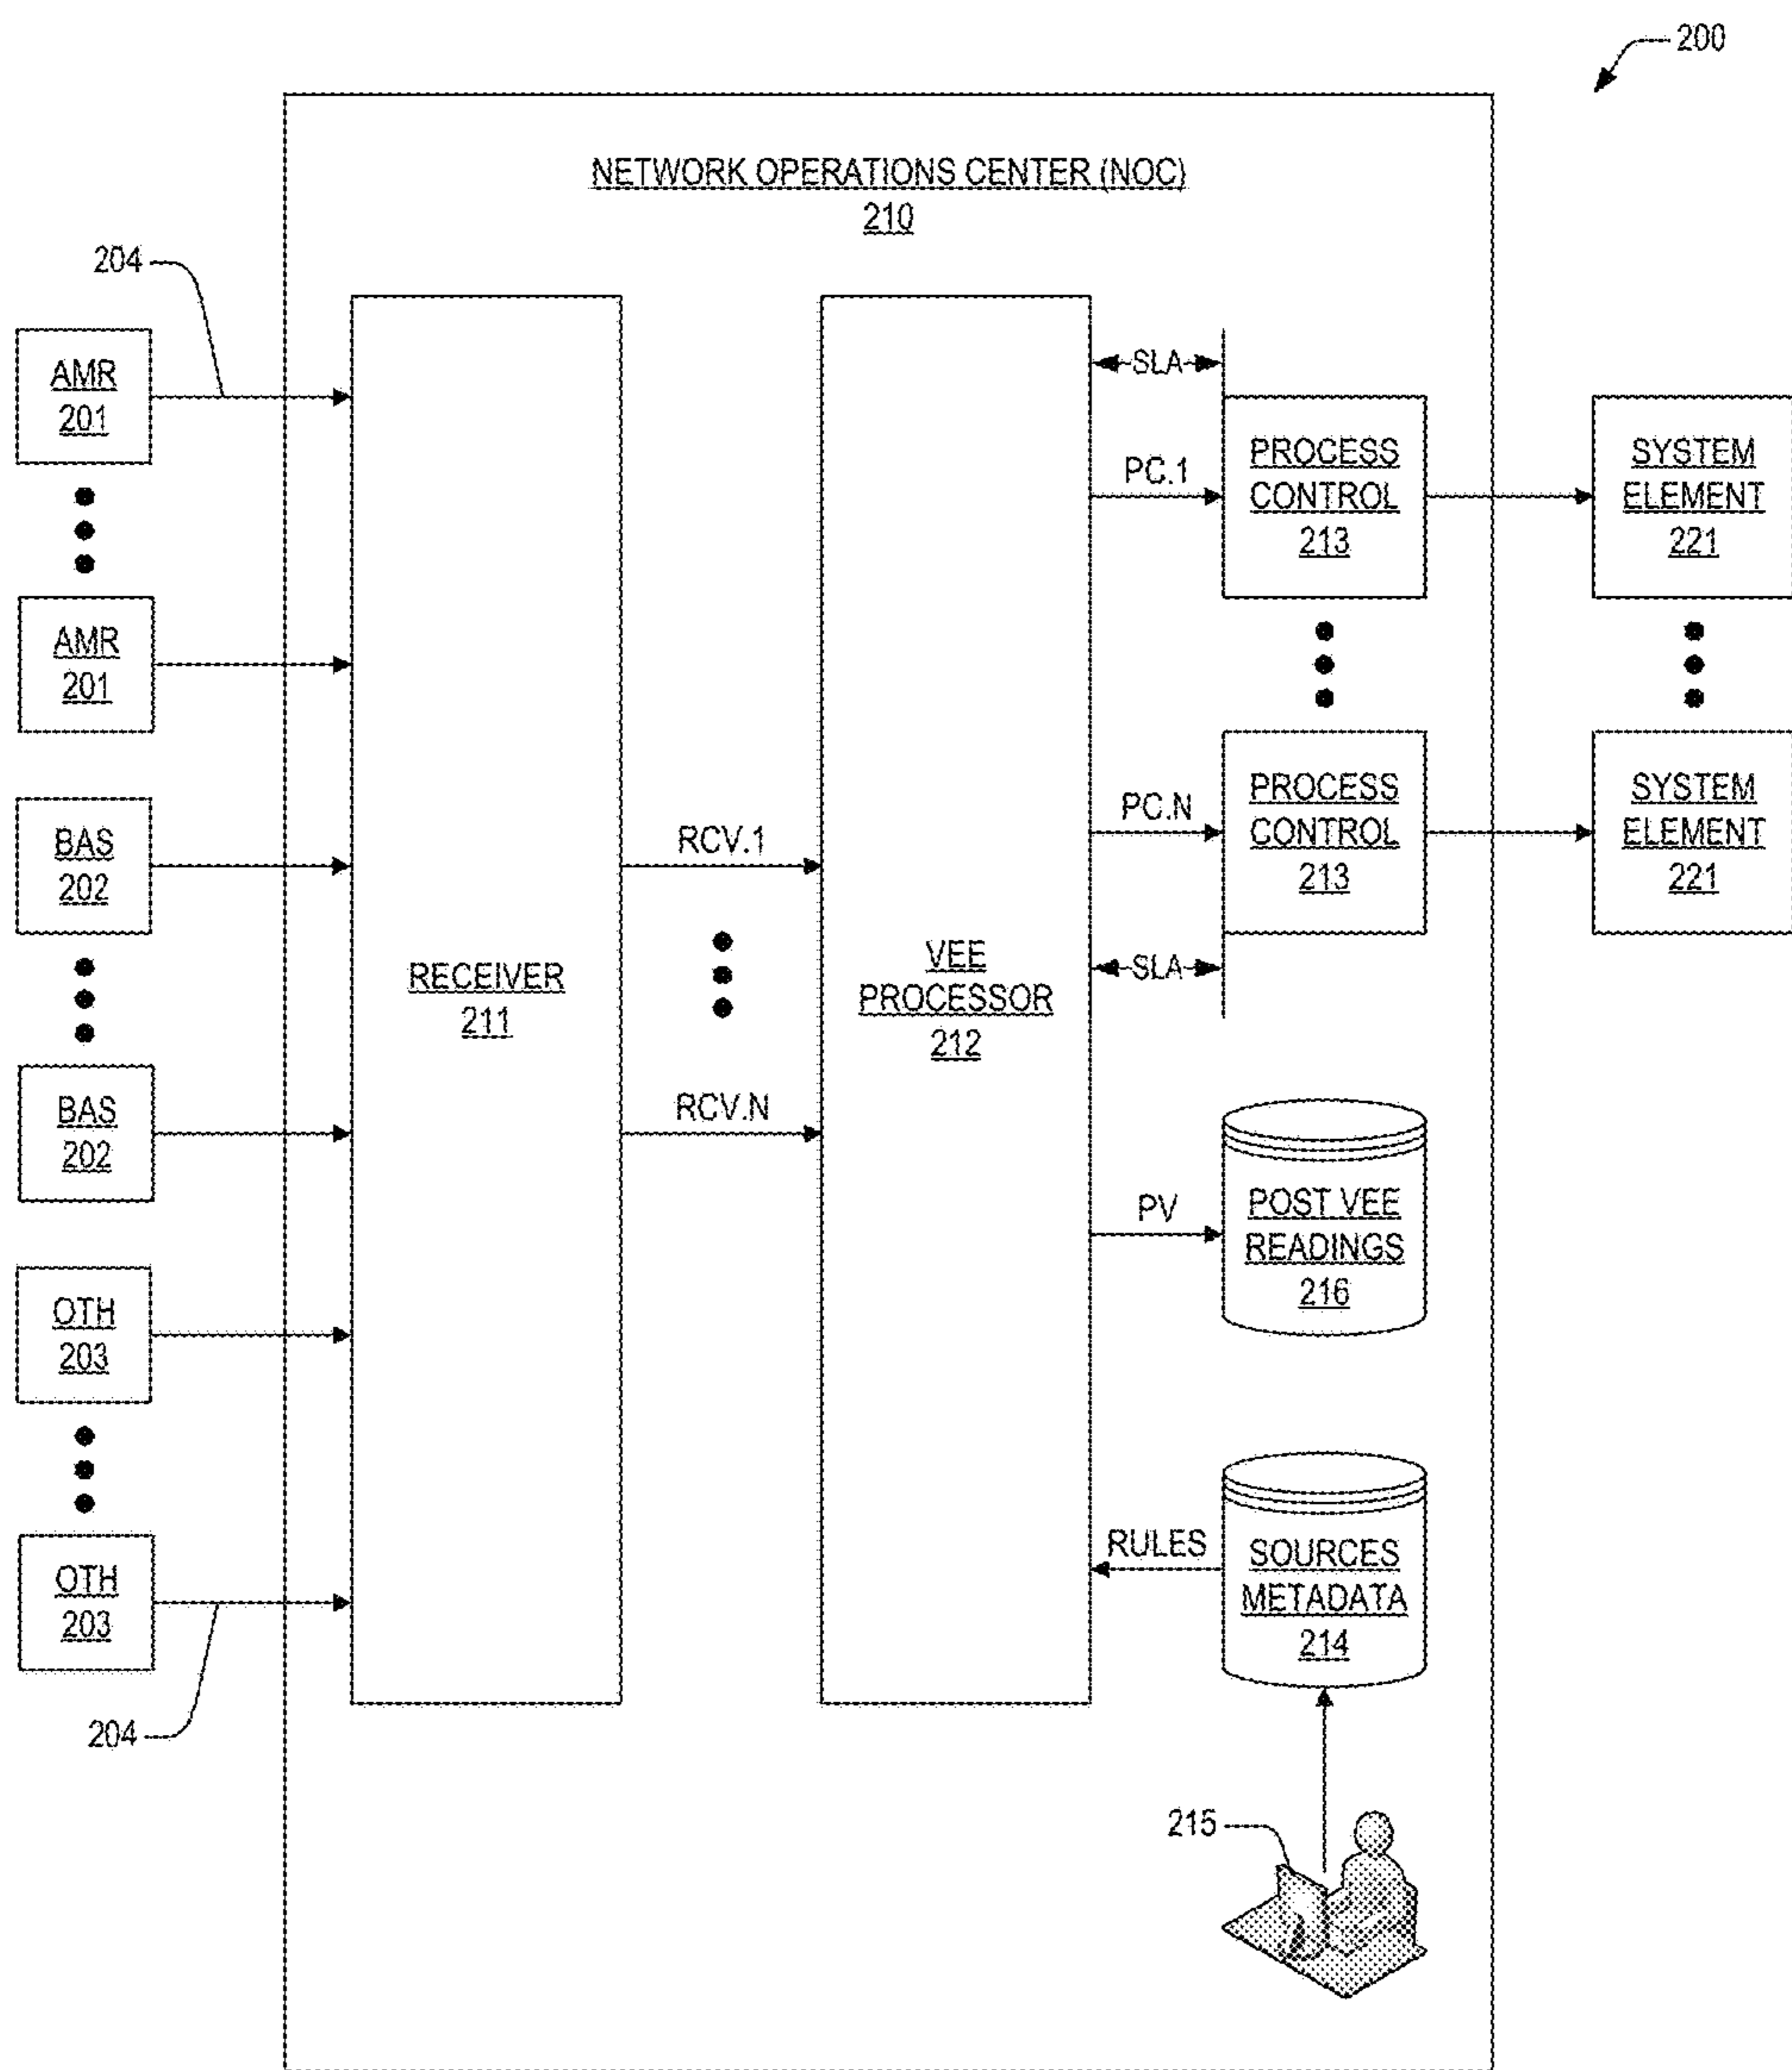 200
NETWORK OPERATIONS CENTER (NOC)
210
204
AMR
201
AMR
201
BAS
202
BAS
202
OTH
203
OTH
203
204
RECEIVER
211
RCV.1
RCV.N
VEE
PROCESSOR
212
SLA
PC.1
PC.N
SLA
PV
RULES
PROCESS
CONTROL
213
PROCESS
CONTROL
213
POST VEE
READINGS
216
SOURCES
METADATA
214
215
SYSTEM
ELEMENT
221
SYSTEM
ELEMENT
221